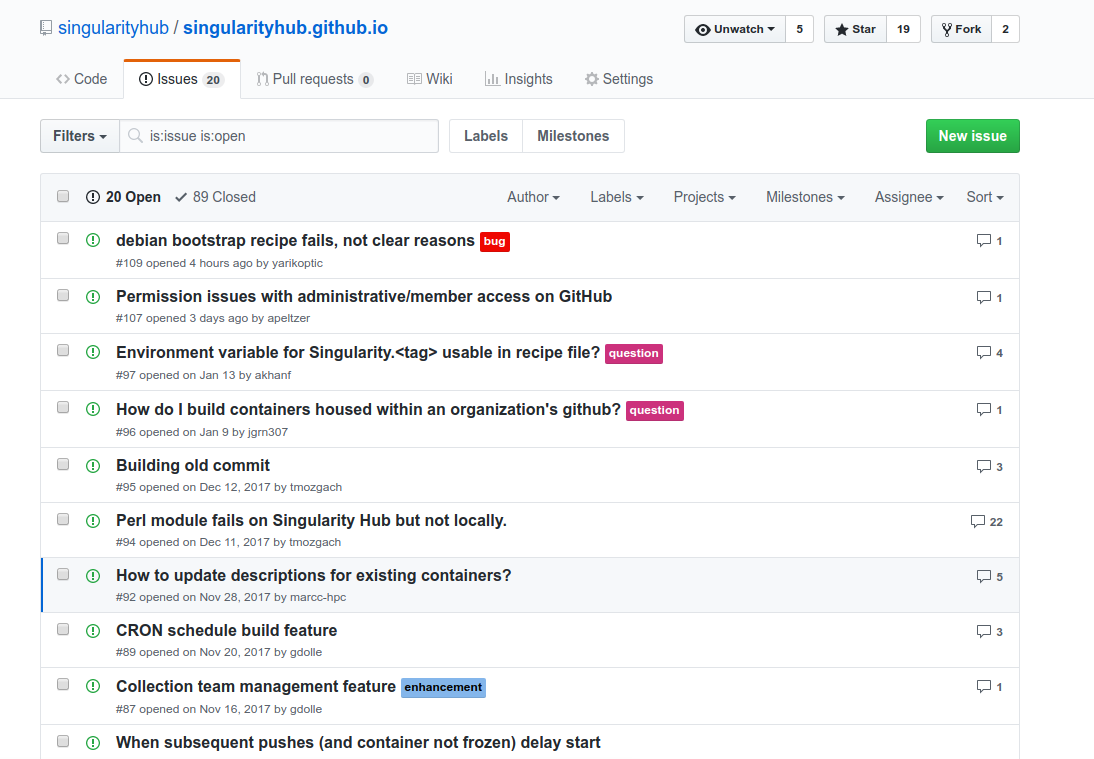 singularityhub / singularityhub.github.io
Unwatch 5 Star 19 Fork 2
Code Issues 20 Pull requests 0 Wiki Insights Settings
Filters is:issue is:open Labels Milestones New issue
20 Open 89 Closed Author Labels Projects Milestones Assignee Sort
debian bootstrap recipe fails, not clear reasons bug 1
#109 opened 4 hours ago by yarikoptic
Permission issues with administrative/member access on GitHub 1
#107 opened 3 days ago by apeltzer
Environment variable for Singularity.<tag> usable in recipe file? question 4
#97 opened on Jan 13 by akhanf
How do I build containers housed within an organization's github? question 1
#96 opened on Jan 9 by jgrn307
Building old commit 3
#95 opened on Dec 12, 2017 by tmozgach
Perl module fails on Singularity Hub but not locally. 22
#94 opened on Dec 11, 2017 by tmozgach
How to update descriptions for existing containers? 5
#92 opened on Nov 28, 2017 by marcc-hpc
CRON schedule build feature 3
#89 opened on Nov 20, 2017 by gdolle
Collection team management feature enhancement 1
#87 opened on Nov 16, 2017 by gdolle
When subsequent pushes (and container not frozen) delay start